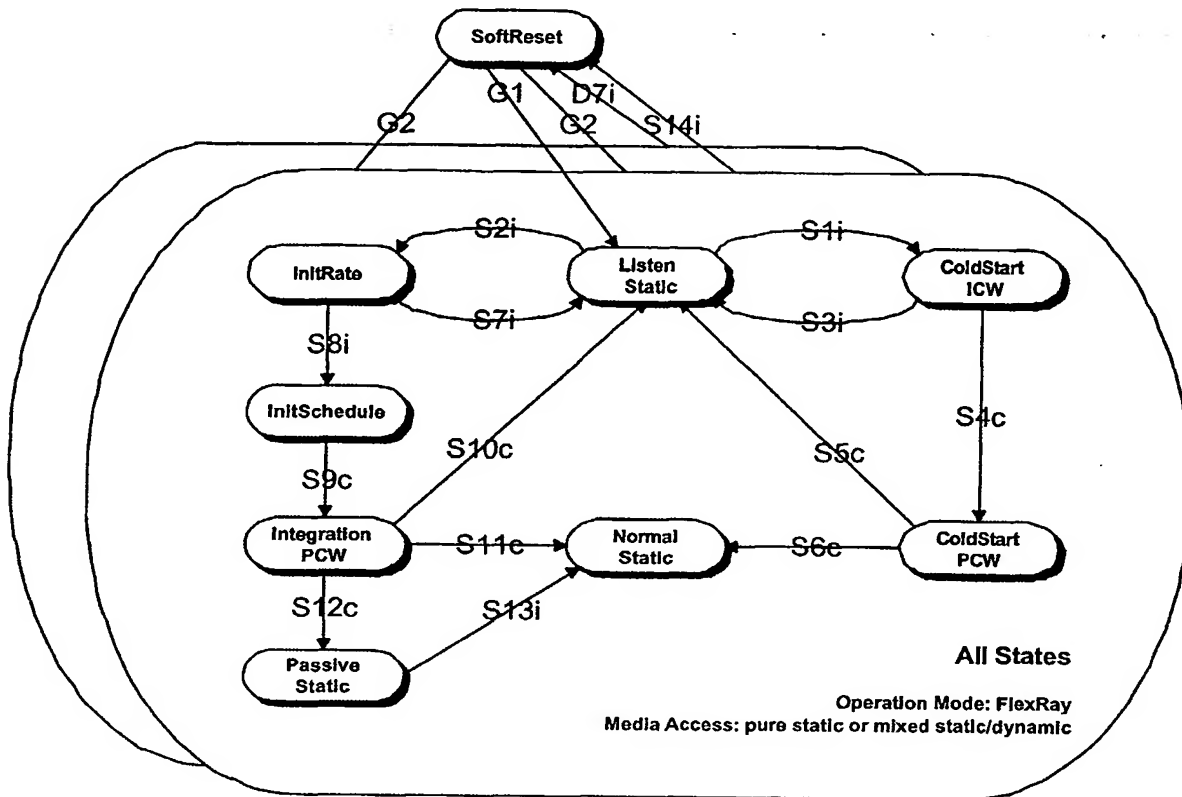 SoftReset
G2
G1
G2
D7i
S14i
S2i
S1i
InitRate
Listen
Static
ColdStart
ICW
S7i
S3i
S8i
InitSchedule
S4c
S10c
S5c
S9c
Integration
PCW
S11c
Normal
Static
S6c
ColdStart
PCW
S12c
S13i
Passive
Static
All States
Operation Mode: FlexRay
Media Access: pure static or mixed static/dynamic